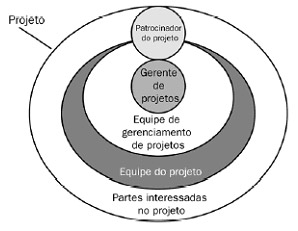 Projeto
Patrocinador
do projeto
Gerente
de
projetos
Equipe de
gerenciamento
de projetos
Equipe do projeto
Partes interessadas
no projeto